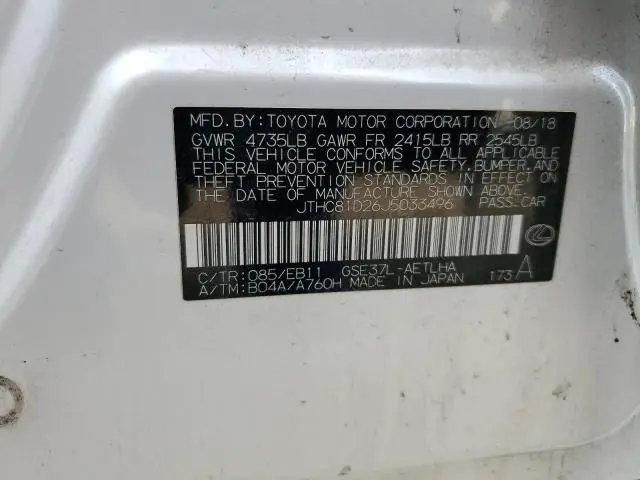 MFD. BY: TOYOTA MOTOR CORPORATION 08/18
GVWR 4735LB GAWR FR 2415LB RR 2545LB
THIS VEHICLE CONFORMS TO ALL APPLICABLE
FEDERAL MOTOR VEHICLE SAFETY, BUMPER, AND
THEFT PREVENTION STANDARDS IN EFFECT ON
THE DATE OF MANUFACTURE SHOWN ABOVE.
JTHC81D26J5033496 PASS.CAR
C/TR: 085/EB11 GSE37L-AETLHA
A/TM: B04A/A760H MADE IN JAPAN 173 A